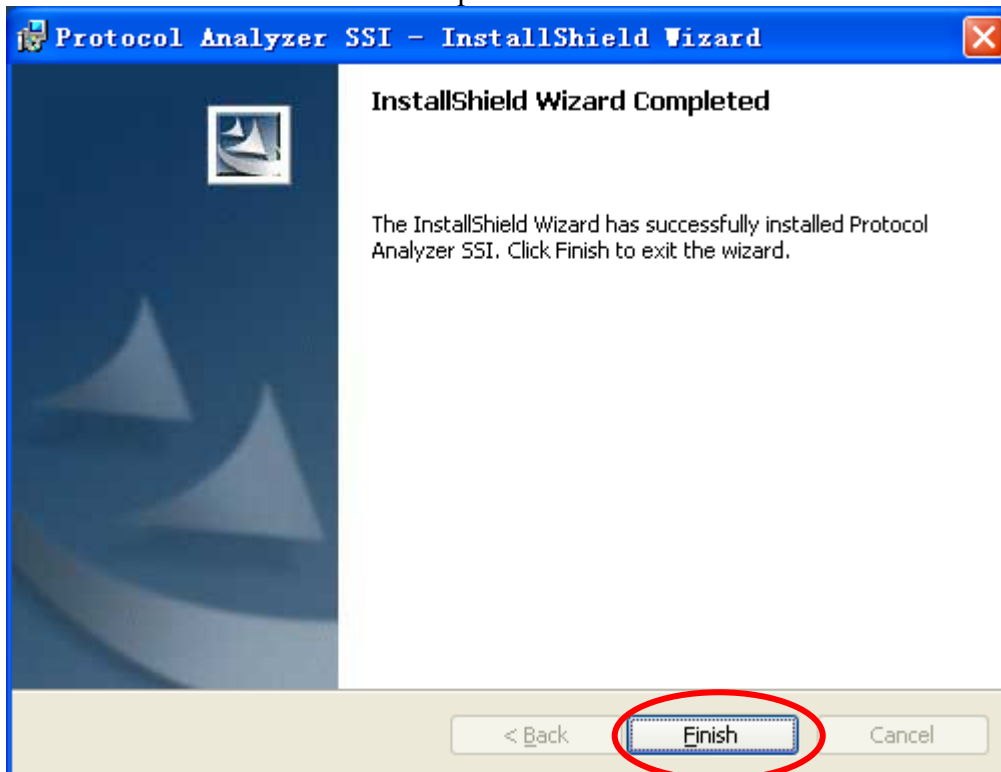 Protocol Analyzer SSI - InstallShield Wizard
InstallShield Wizard Completed
The InstallShield Wizard has successfully installed Protocol
Analyzer SSI. Click Finish to exit the wizard.
< Back Finish Cancel